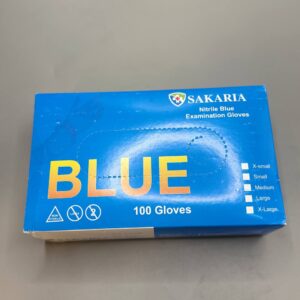 SAKARIA
Nitrile Blue
Examination Gloves
BLUE
X-small
Small
Medium
Large
X-Large
100 Gloves